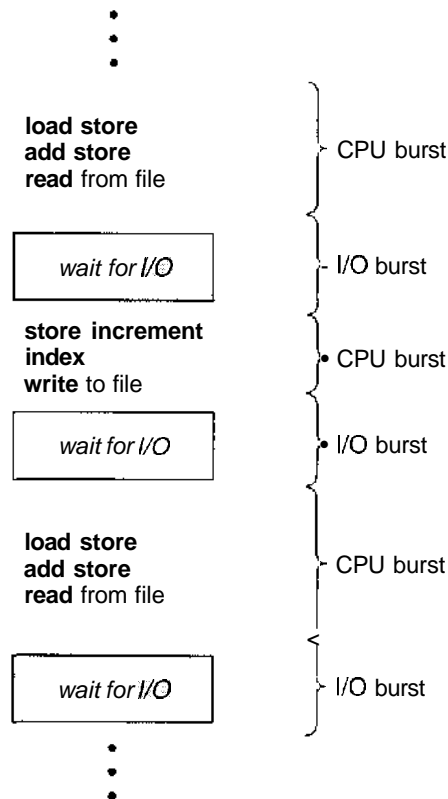 load store
add store
read from file
CPU burst
wait for I/O
I/O burst
store increment
index
write to file
CPU burst
wait for I/O
I/O burst
load store
add store
read from file
CPU burst
wait for I/O
I/O burst